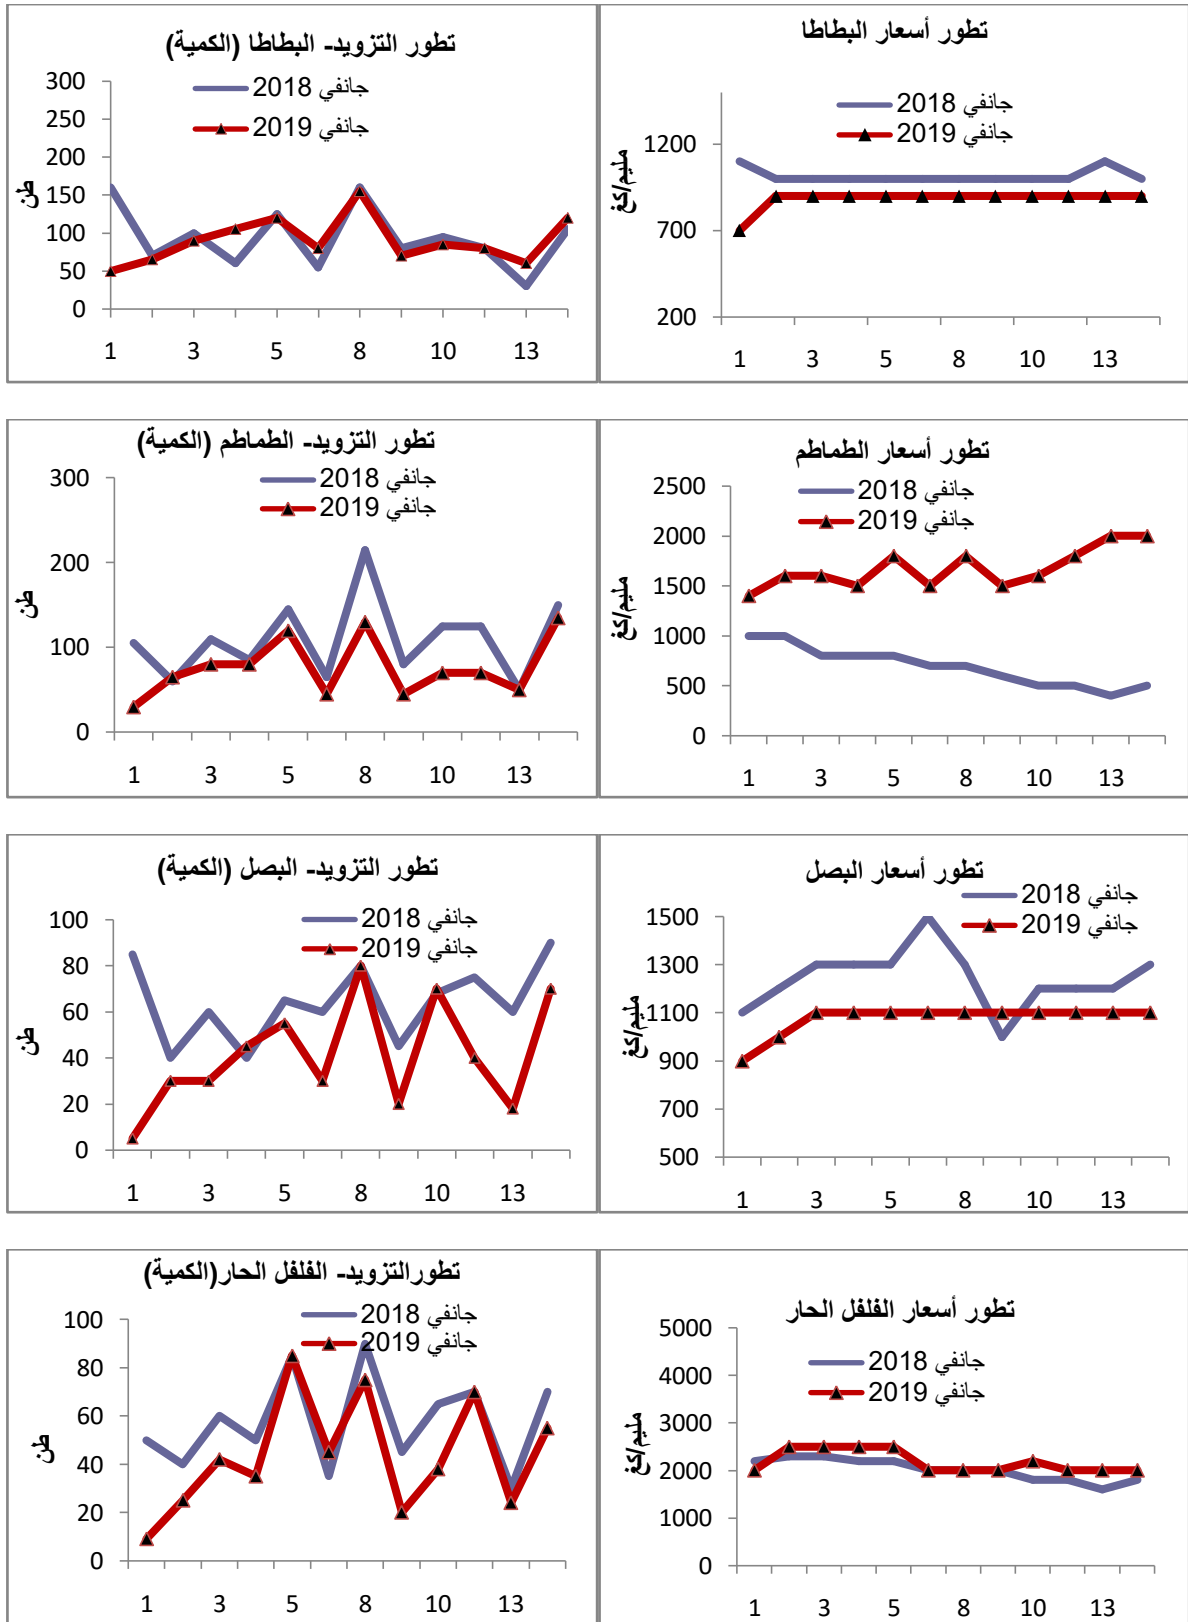 تطور التزويد- البطاطا (الكمية)
جانفي 2018
جانفي 2019
300
250
200
150
100
50
0
طن
1 3 5 8 10 13
تطور أسعار البطاطا
جانفي 2018
جانفي 2019
1200
700
200
مليم/كغ
1 3 5 8 10 13
تطور التزويد- الطماطم (الكمية)
جانفي 2018
جانفي 2019
300
200
100
0
طن
1 3 5 8 10 13
تطور أسعار الطماطم
جانفي 2018
جانفي 2019
2500
2000
1500
1000
500
0
مليم/كغ
1 3 5 8 10 13
تطور التزويد- البصل (الكمية)
جانفي 2018
جانفي 2019
100
80
60
40
20
0
طن
1 3 5 8 10 13
تطور أسعار البصل
جانفي 2018
جانفي 2019
1500
1300
1100
900
700
500
مليم/كغ
1 3 5 8 10 13
تطورالتزويد- الفلفل الحار(الكمية)
جانفي 2018
جانفي 2019
100
80
60
40
20
0
طن
1 3 5 8 10 13
تطور أسعار الفلفل الحار
جانفي 2018
جانفي 2019
5000
4000
3000
2000
1000
0
مليم/كغ
1 3 5 8 10 13